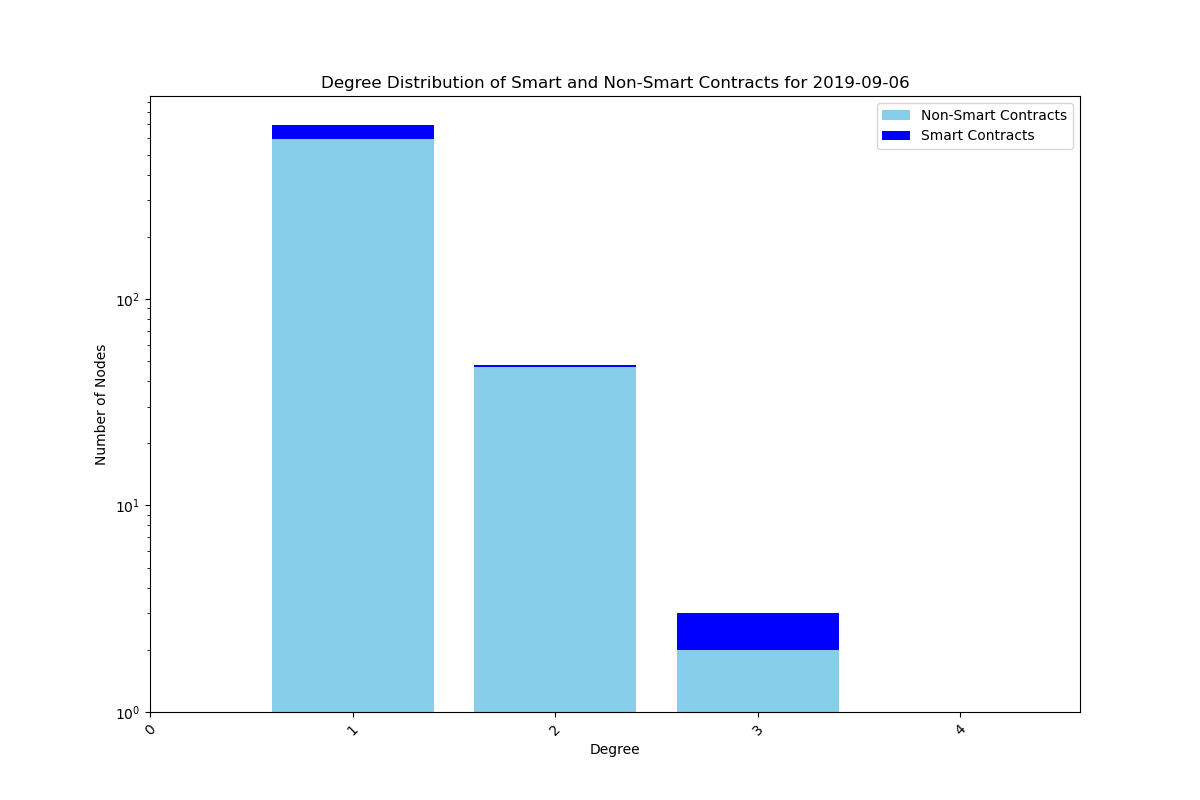 Degree Distribution of Smart and Non-Smart Contracts for 2019-09-06
Non-Smart Contracts
Smart Contracts
Number of Nodes
10²
10¹
10⁰
0 1 2 3 4
Degree